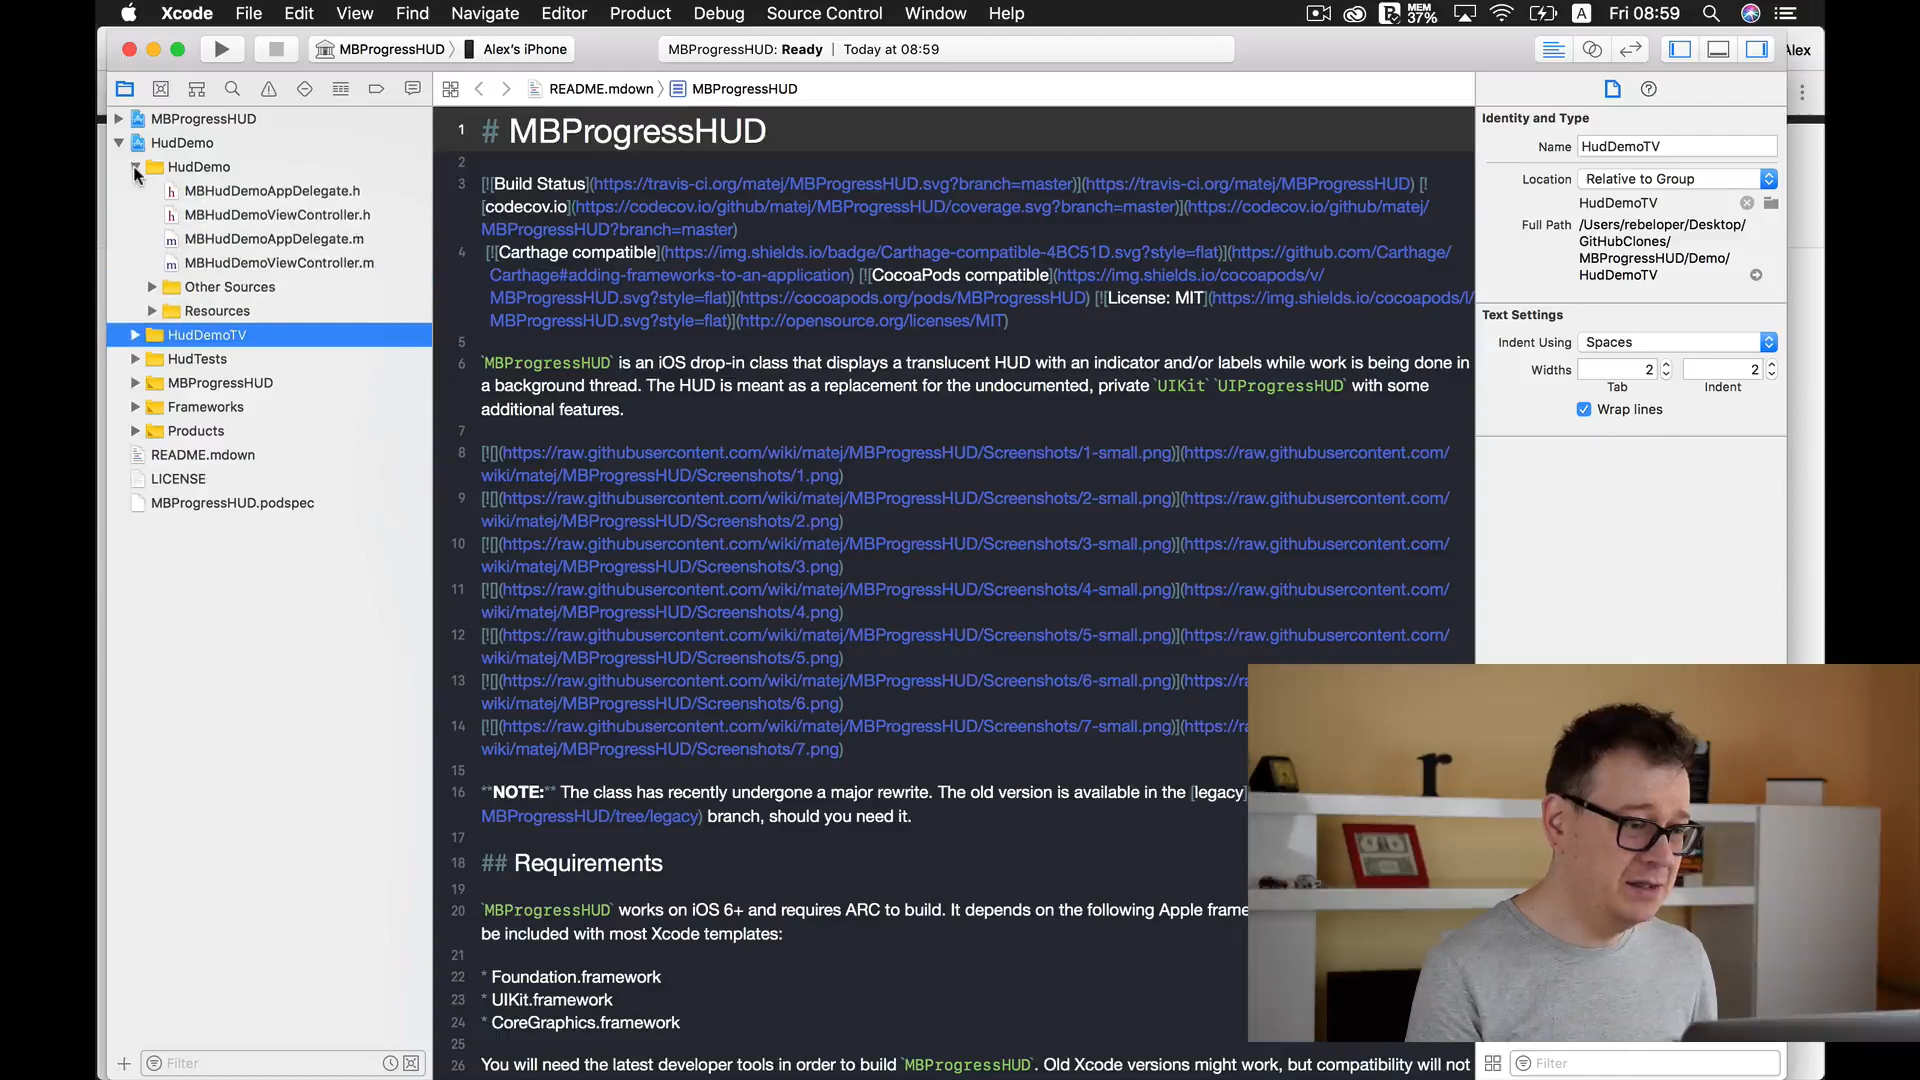 Xcode File Edit View Find Navigate Editor Product Debug Source Control Window Help MEM 37% A Fri 08:59
MBProgressHUD Alex's iPhone MBProgressHUD: Ready | Today at 08:59 Alex
README.mdown MBProgressHUD
MBProgressHUD
HudDemo
HudDemo
h MBHudDemoAppDelegate.h
h MBHudDemoViewController.h
m MBHudDemoAppDelegate.m
m MBHudDemoViewController.m
Other Sources
Resources
HudDemoTV
HudTests
MBProgressHUD
Frameworks
Products
README.mdown
LICENSE
MBProgressHUD.podspec
Filter
1 # MBProgressHUD
2
3 [![Build Status](https://travis-ci.org/matej/MBProgressHUD.svg?branch=master)](https://travis-ci.org/matej/MBProgressHUD) [!
[codecov.io](https://codecov.io/github/matej/MBProgressHUD/coverage.svg?branch=master)](https://codecov.io/github/matej/
MBProgressHUD?branch=master)
4 [![Carthage compatible](https://img.shields.io/badge/Carthage-compatible-4BC51D.svg?style=flat)](https://github.com/Carthage/
Carthage#adding-frameworks-to-an-application) [![CocoaPods compatible](https://img.shields.io/cocoapods/v/
MBProgressHUD.svg?style=flat)](https://cocoapods.org/pods/MBProgressHUD) [![License: MIT](https://img.shields.io/cocoapods/l/
MBProgressHUD.svg?style=flat)](http://opensource.org/licenses/MIT)
5
6 `MBProgressHUD` is an iOS drop-in class that displays a translucent HUD with an indicator and/or labels while work is being done in
a background thread. The HUD is meant as a replacement for the undocumented, private `UIKit` `UIProgressHUD` with some
additional features.
7
8 [![](https://raw.githubusercontent.com/wiki/matej/MBProgressHUD/Screenshots/1-small.png)](https://raw.githubusercontent.com/
wiki/matej/MBProgressHUD/Screenshots/1.png)
9 [![](https://raw.githubusercontent.com/wiki/matej/MBProgressHUD/Screenshots/2-small.png)](https://raw.githubusercontent.com/
wiki/matej/MBProgressHUD/Screenshots/2.png)
10 [![](https://raw.githubusercontent.com/wiki/matej/MBProgressHUD/Screenshots/3-small.png)](https://raw.githubusercontent.com/
wiki/matej/MBProgressHUD/Screenshots/3.png)
11 [![](https://raw.githubusercontent.com/wiki/matej/MBProgressHUD/Screenshots/4-small.png)](https://raw.githubusercontent.com/
wiki/matej/MBProgressHUD/Screenshots/4.png)
12 [![](https://raw.githubusercontent.com/wiki/matej/MBProgressHUD/Screenshots/5-small.png)](https://raw.githubusercontent.com/
wiki/matej/MBProgressHUD/Screenshots/5.png)
13 [![](https://raw.githubusercontent.com/wiki/matej/MBProgressHUD/Screenshots/6-small.png)](https://r
wiki/matej/MBProgressHUD/Screenshots/6.png)
14 [![](https://raw.githubusercontent.com/wiki/matej/MBProgressHUD/Screenshots/7-small.png)](https://r
wiki/matej/MBProgressHUD/Screenshots/7.png)
15
16 **NOTE:** The class has recently undergone a major rewrite. The old version is available in the [legacy]
MBProgressHUD/tree/legacy) branch, should you need it.
17
18 ## Requirements
19
20 `MBProgressHUD` works on iOS 6+ and requires ARC to build. It depends on the following Apple frame
be included with most Xcode templates:
21
22 * Foundation.framework
23 * UIKit.framework
24 * CoreGraphics.framework
25
26 You will need the latest developer tools in order to build `MBProgressHUD`. Old Xcode versions might work, but compatibility will not
Identity and Type
Name HudDemoTV
Location Relative to Group
HudDemoTV
Full Path /Users/rebeloper/Desktop/
GitHubClones/
MBProgressHUD/Demo/
HudDemoTV
Text Settings
Indent Using Spaces
Widths 2 2
Tab Indent
Wrap lines
r
Filter